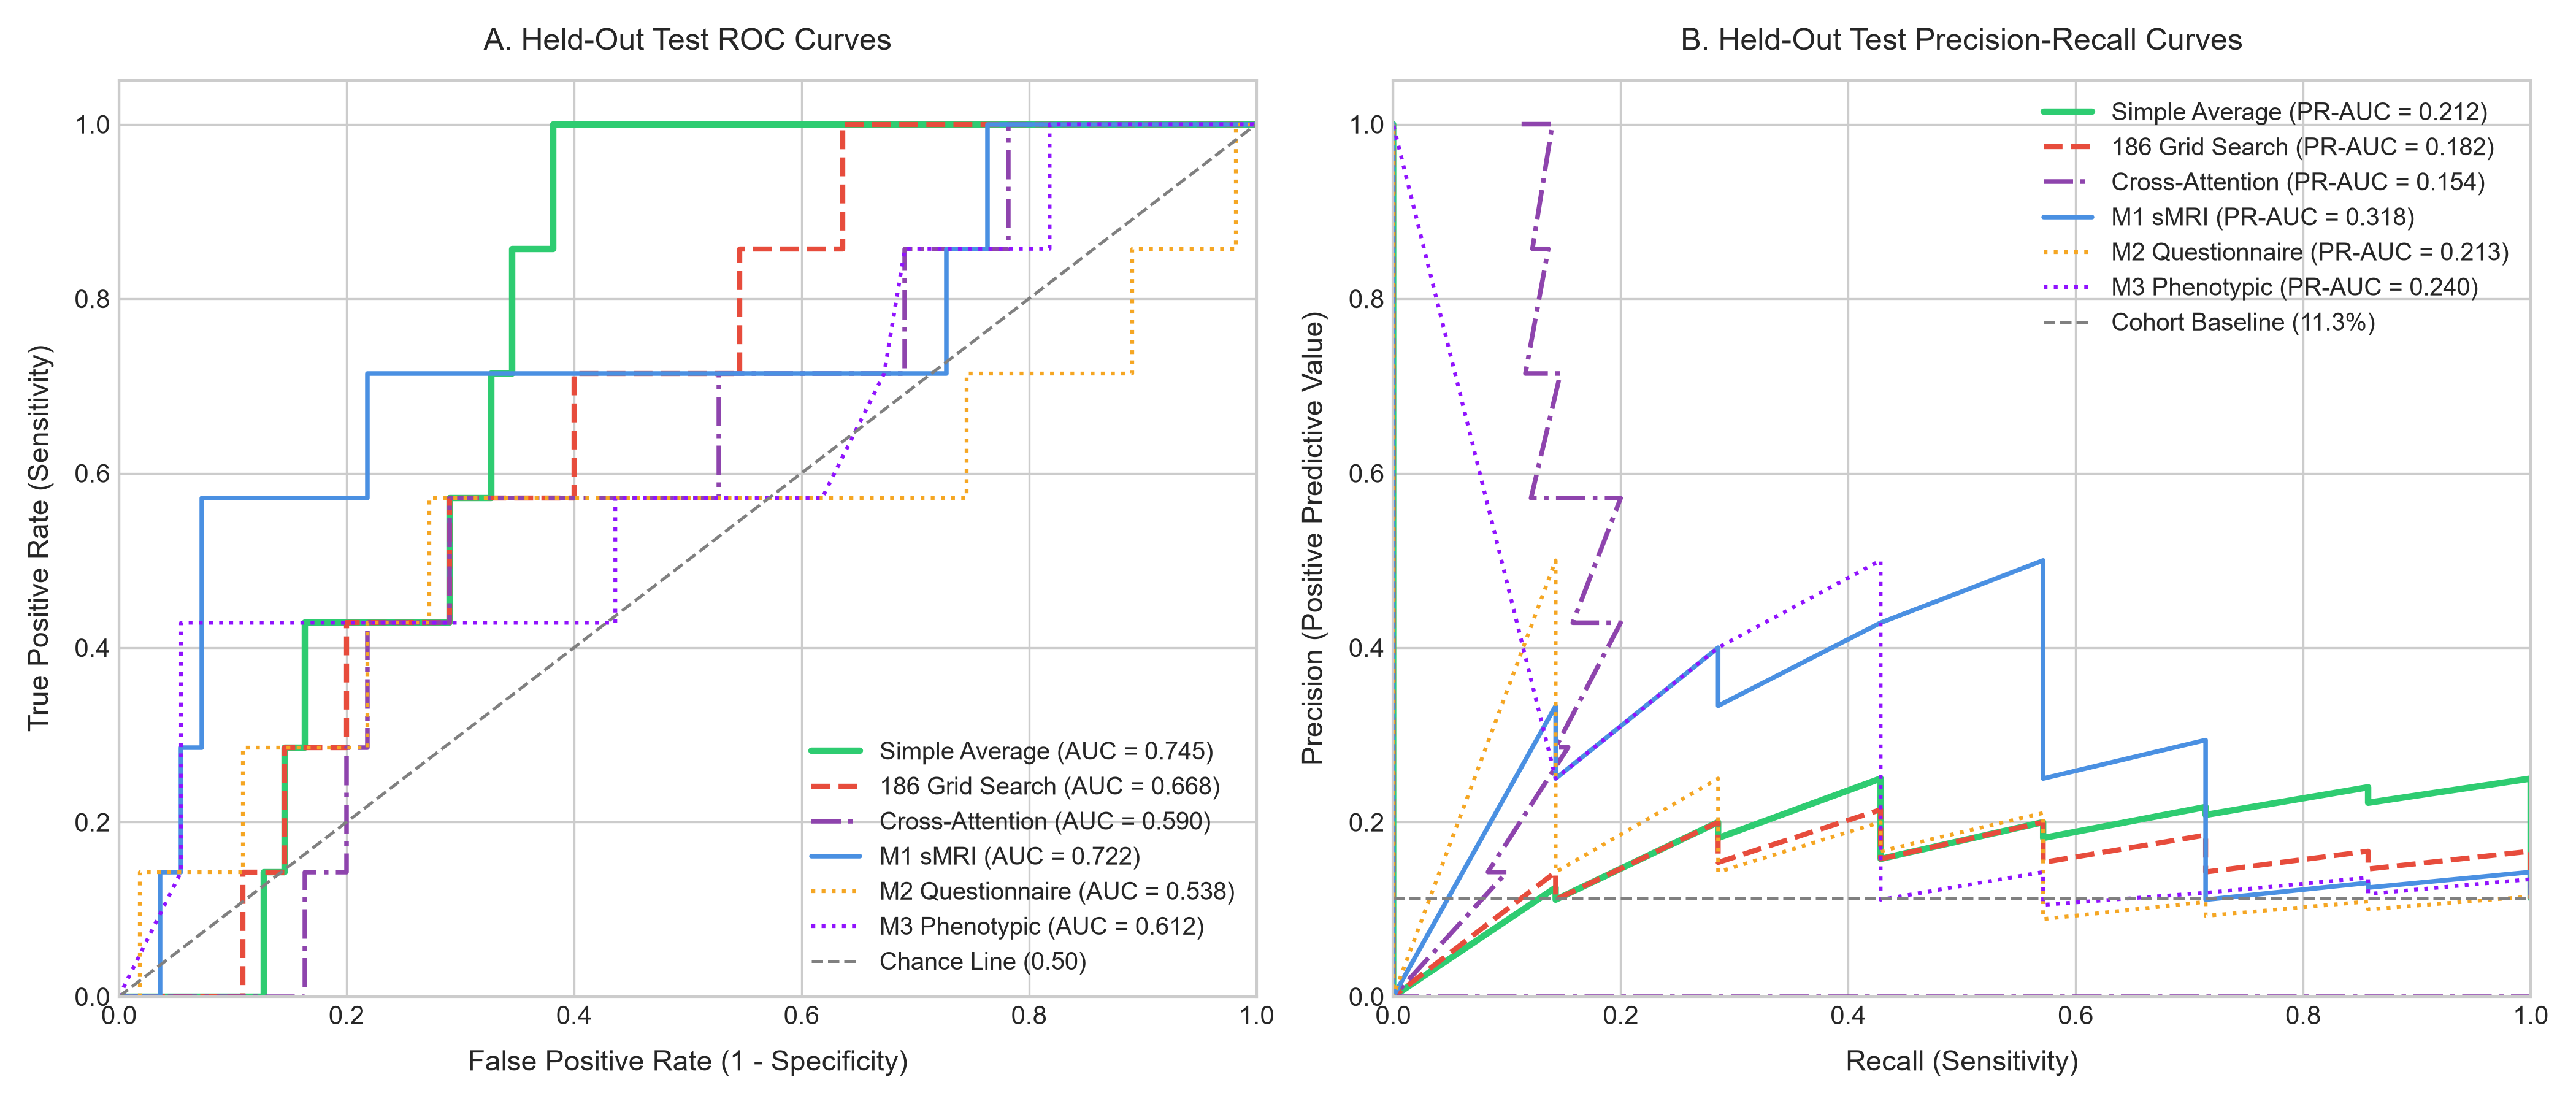 A. Held-Out Test ROC Curves
True Positive Rate (Sensitivity)
1.0
0.8
0.6
0.4
0.2
0.0
Simple Average (AUC = 0.745)
186 Grid Search (AUC = 0.668)
Cross-Attention (AUC = 0.590)
M1 sMRI (AUC = 0.722)
M2 Questionnaire (AUC = 0.538)
M3 Phenotypic (AUC = 0.612)
Chance Line (0.50)
0.0 0.2 0.4 0.6 0.8 1.0
False Positive Rate (1 - Specificity)
B. Held-Out Test Precision-Recall Curves
Precision (Positive Predictive Value)
1.0
0.8
0.6
0.4
0.2
0.0
Simple Average (PR-AUC = 0.212)
186 Grid Search (PR-AUC = 0.182)
Cross-Attention (PR-AUC = 0.154)
M1 sMRI (PR-AUC = 0.318)
M2 Questionnaire (PR-AUC = 0.213)
M3 Phenotypic (PR-AUC = 0.240)
Cohort Baseline (11.3%)
0.0 0.2 0.4 0.6 0.8 1.0
Recall (Sensitivity)